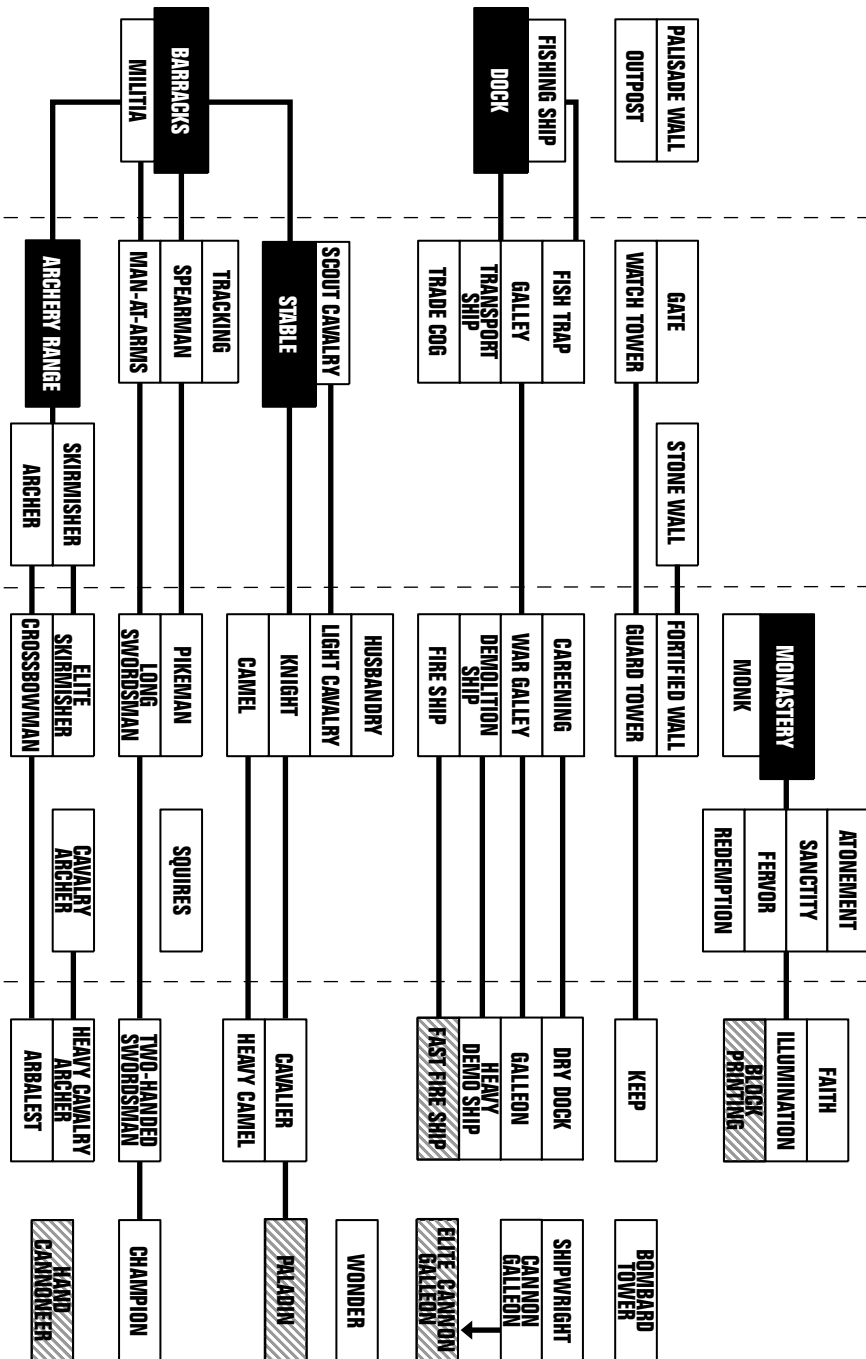 PALISADE WALL
OUTPOST
FISHING SHIP
DOCK
BARRACKS
MILITIA
GATE
WATCH TOWER
STONE WALL
FISH TRAP
GALLEY
TRANSPORT
SHIP
TRADE COG
SCOUT CAVALRY
STABLE
TRACKING
SPEARMAN
MAN-AT-ARMS
ARCHERY RANGE
SKIRMISHER
ARCHER
MONASTERY
MONK
ATONEMENT
SANCTITY
FERVOR
REDEMPTION
FORTIFIED WALL
GUARD TOWER
CAREENING
WAR GALLEY
DEMOLITION
SHIP
FIRE SHIP
HUSBANDRY
LIGHT CAVALRY
KNIGHT
CAMEL
PIKEMAN
LONG
SWORDSMAN
SQUIRES
ELITE
SKIRMISHER
CROSSBOWMAN
CAVALRY
ARCHER
FAITH
ILLUMINATION
BLOCK
PRINTING
KEEP
BOMBARD
TOWER
DRY DOCK
GALLEON
HEAVY
DEMO SHIP
FAST FIRE SHIP
SHIPWRIGHT
CANNON
GALLEON
ELITE CANNON
GALLEON
WONDER
CAVALIER
HEAVY CAMEL
PALADIN
TWO-HANDED
SWORDSMAN
CHAMPION
HEAVY CAVALRY
ARCHER
ARBALEST
HAND
CANNONEER